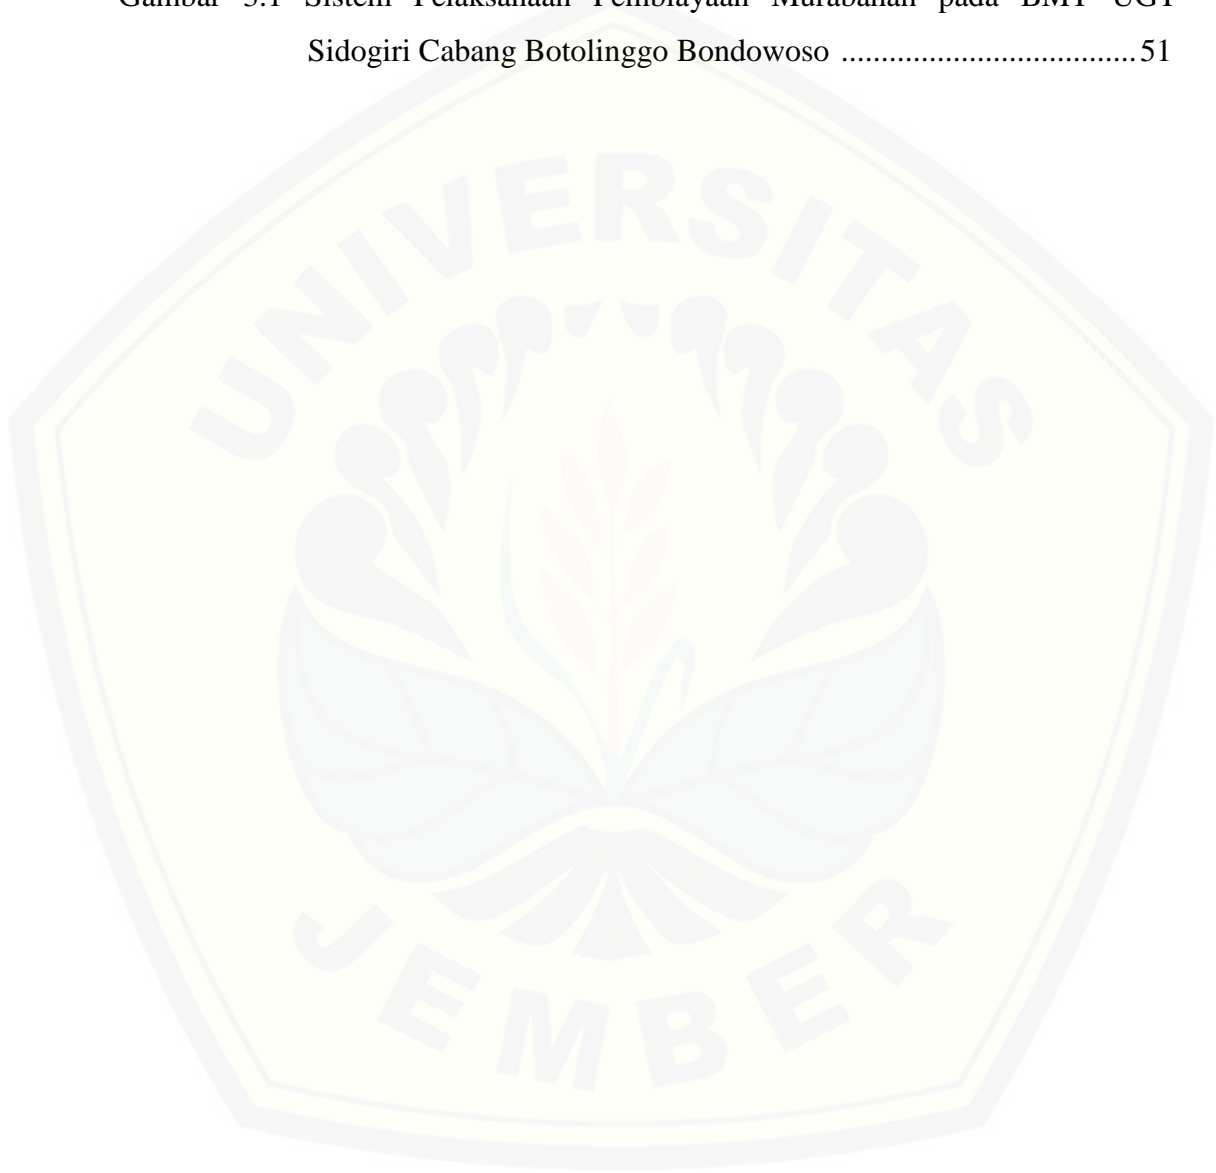 Gambar 3.1 Sistem Pelaksanaan Pembiayaan Murabahah pada BMT UGT
Sidogiri Cabang Botolinggo Bondowoso .....................................51
UNIVERSITAS
JEMBER